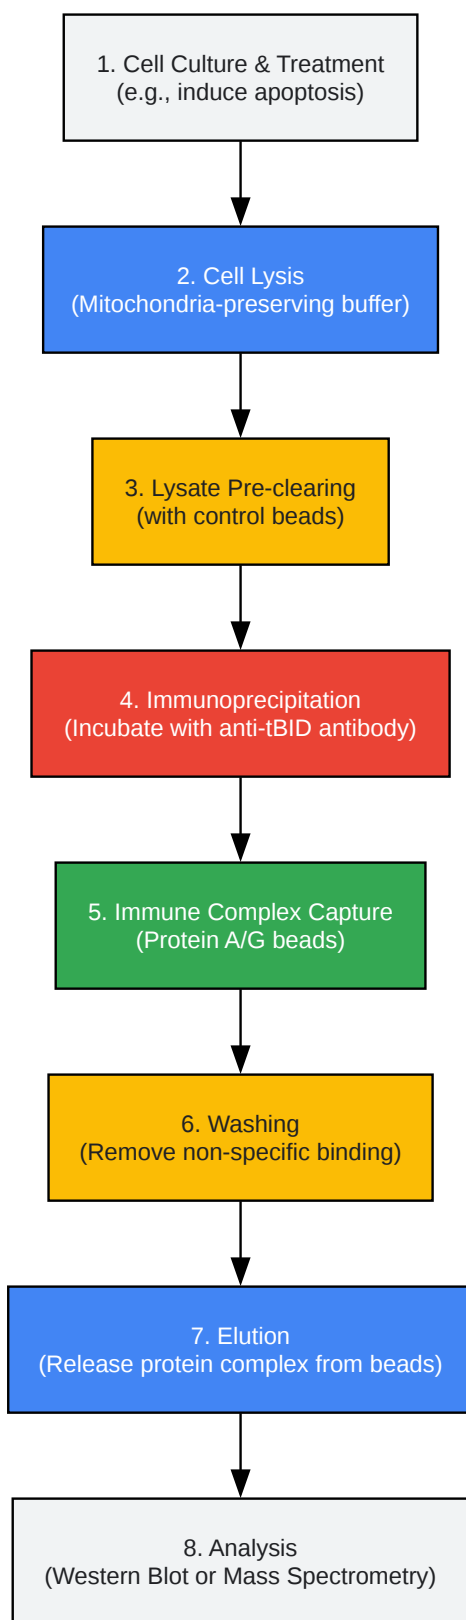 1. Cell Culture & Treatment
(e.g., induce apoptosis)
2. Cell Lysis
(Mitochondria-preserving buffer)
3. Lysate Pre-clearing
(with control beads)
4. Immunoprecipitation
(Incubate with anti-tBID antibody)
5. Immune Complex Capture
(Protein A/G beads)
6. Washing
(Remove non-specific binding)
7. Elution
(Release protein complex from beads)
8. Analysis
(Western Blot or Mass Spectrometry)